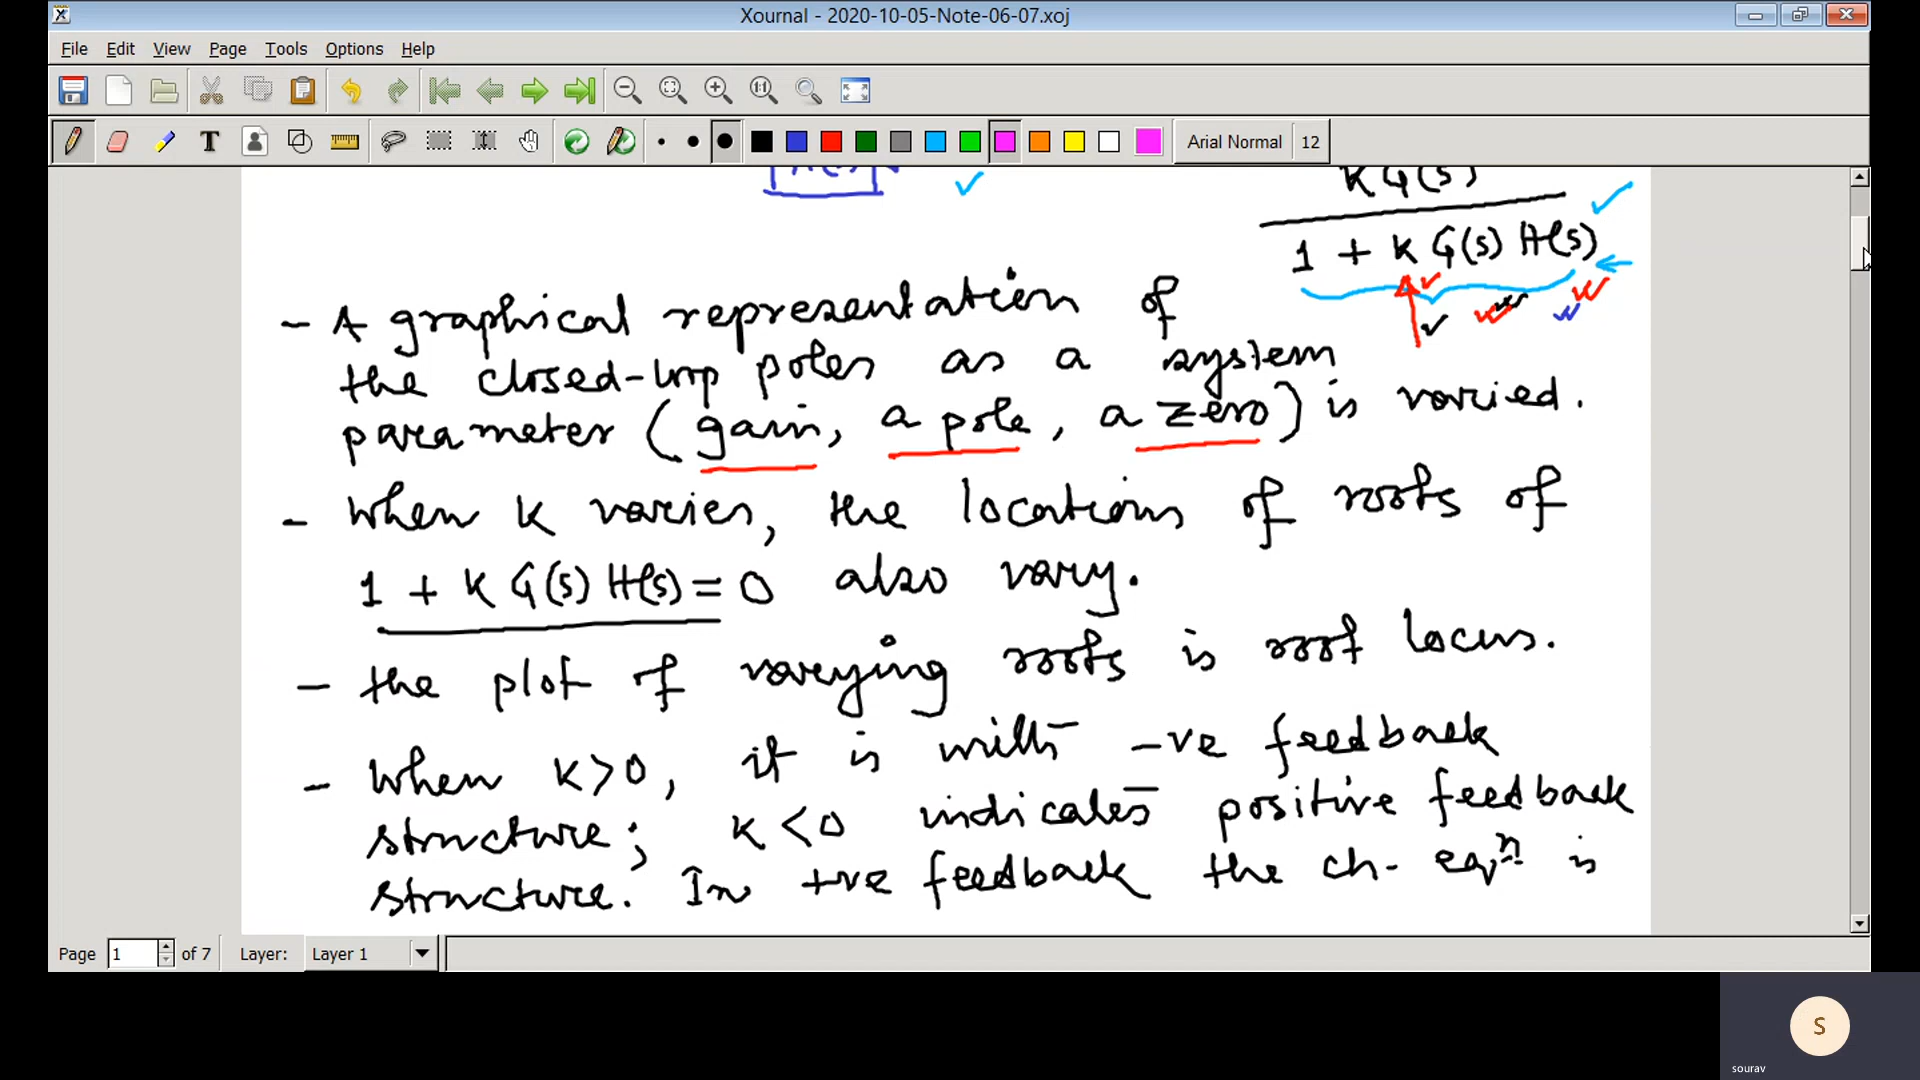 Xournal - 2020-10-05-Note-06-07.xoj
File Edit View Page Tools Options Help
Arial Normal 12
H(s)
K G(s)
1 + K G(s) H(s)
- A graphical representation of
the closed-loop poles as a system
parameter (gain, a pole, a zero) is varied.
- When K varies, the locations of roots of
1 + K G(s) H(s) = 0 also vary.
- the plot of varying roots is root locus.
- When K>0, it is with -ve feedback
structure; K<0 indicates positive feedback
structure. In +ve feedback the ch. eqn is
Page 1 of 7 Layer: Layer 1
S
sourav